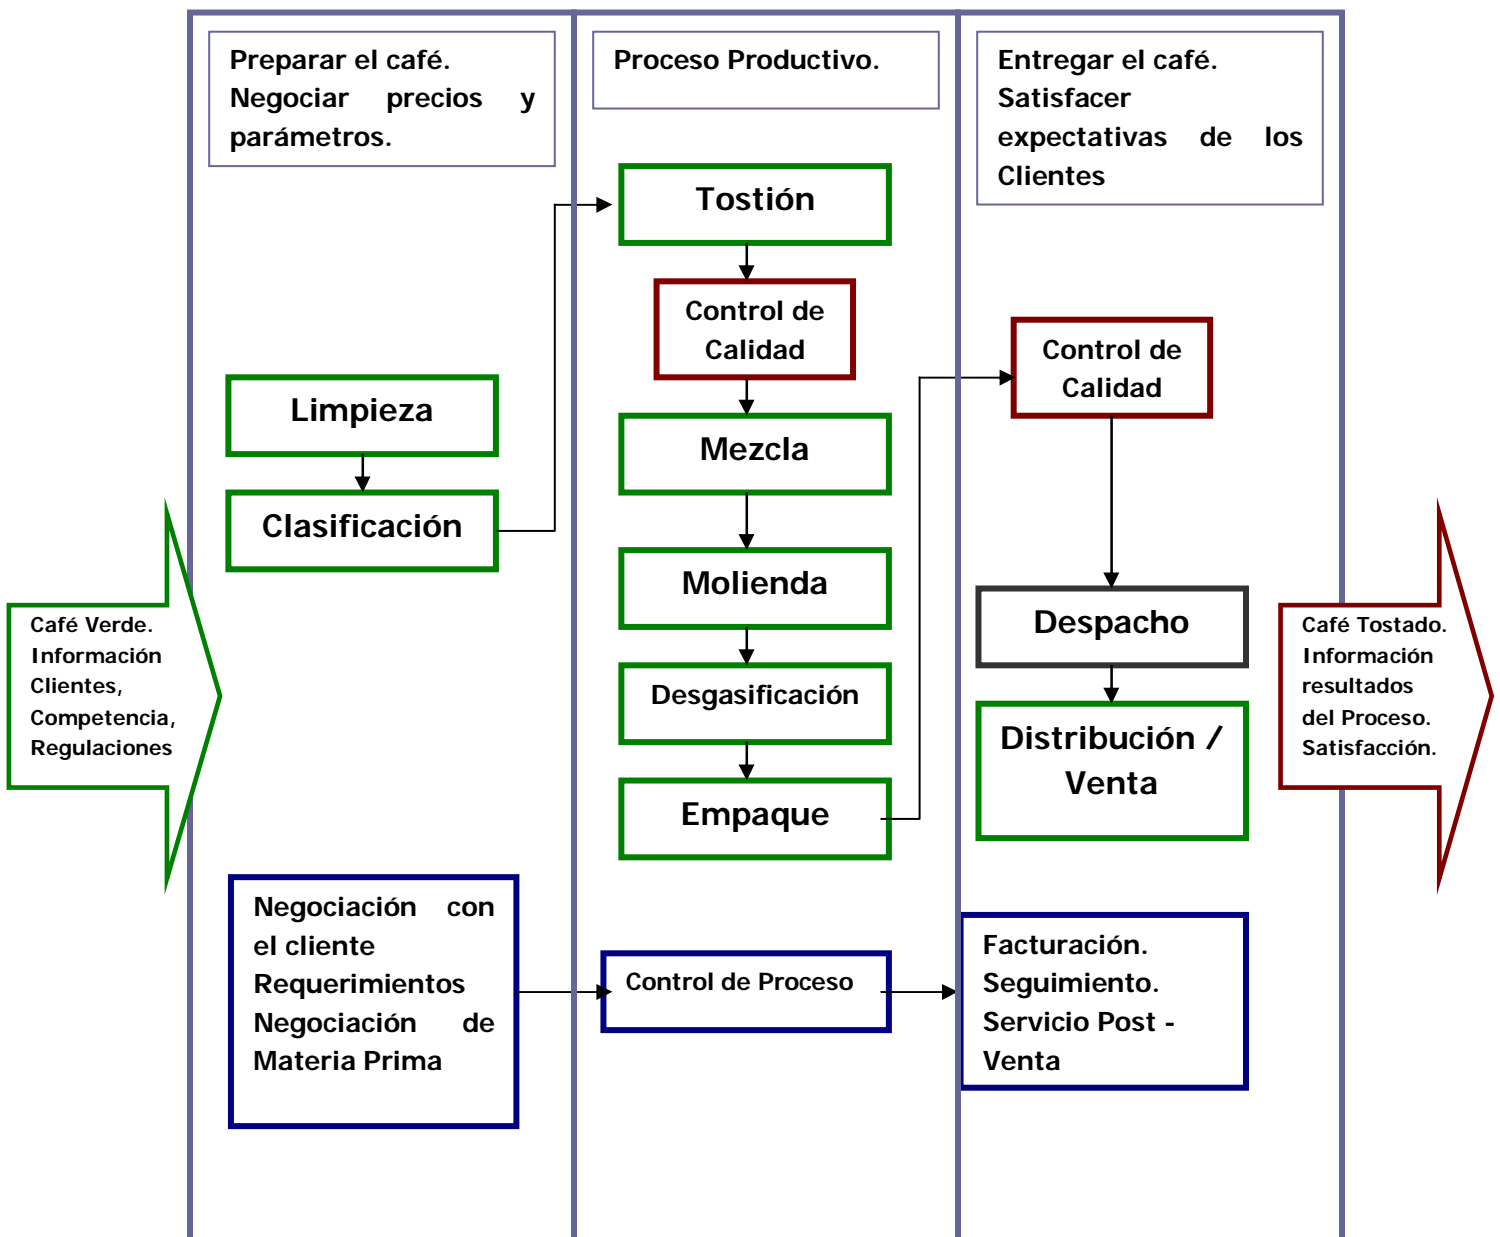 Preparar el café.
Negociar precios y
parámetros.
Proceso Productivo.
Entregar el café.
Satisfacer
expectativas de los
Clientes
Tostión
Control de
Calidad
Mezcla
Molienda
Desgasificación
Empaque
Limpieza
Clasificación
Control de
Calidad
Despacho
Distribución /
Venta
Café Verde.
Información
Clientes,
Competencia,
Regulaciones
Café Tostado.
Información
resultados
del Proceso.
Satisfacción.
Negociación con
el cliente
Requerimientos
Negociación de
Materia Prima
Control de Proceso
Facturación.
Seguimiento.
Servicio Post -
Venta